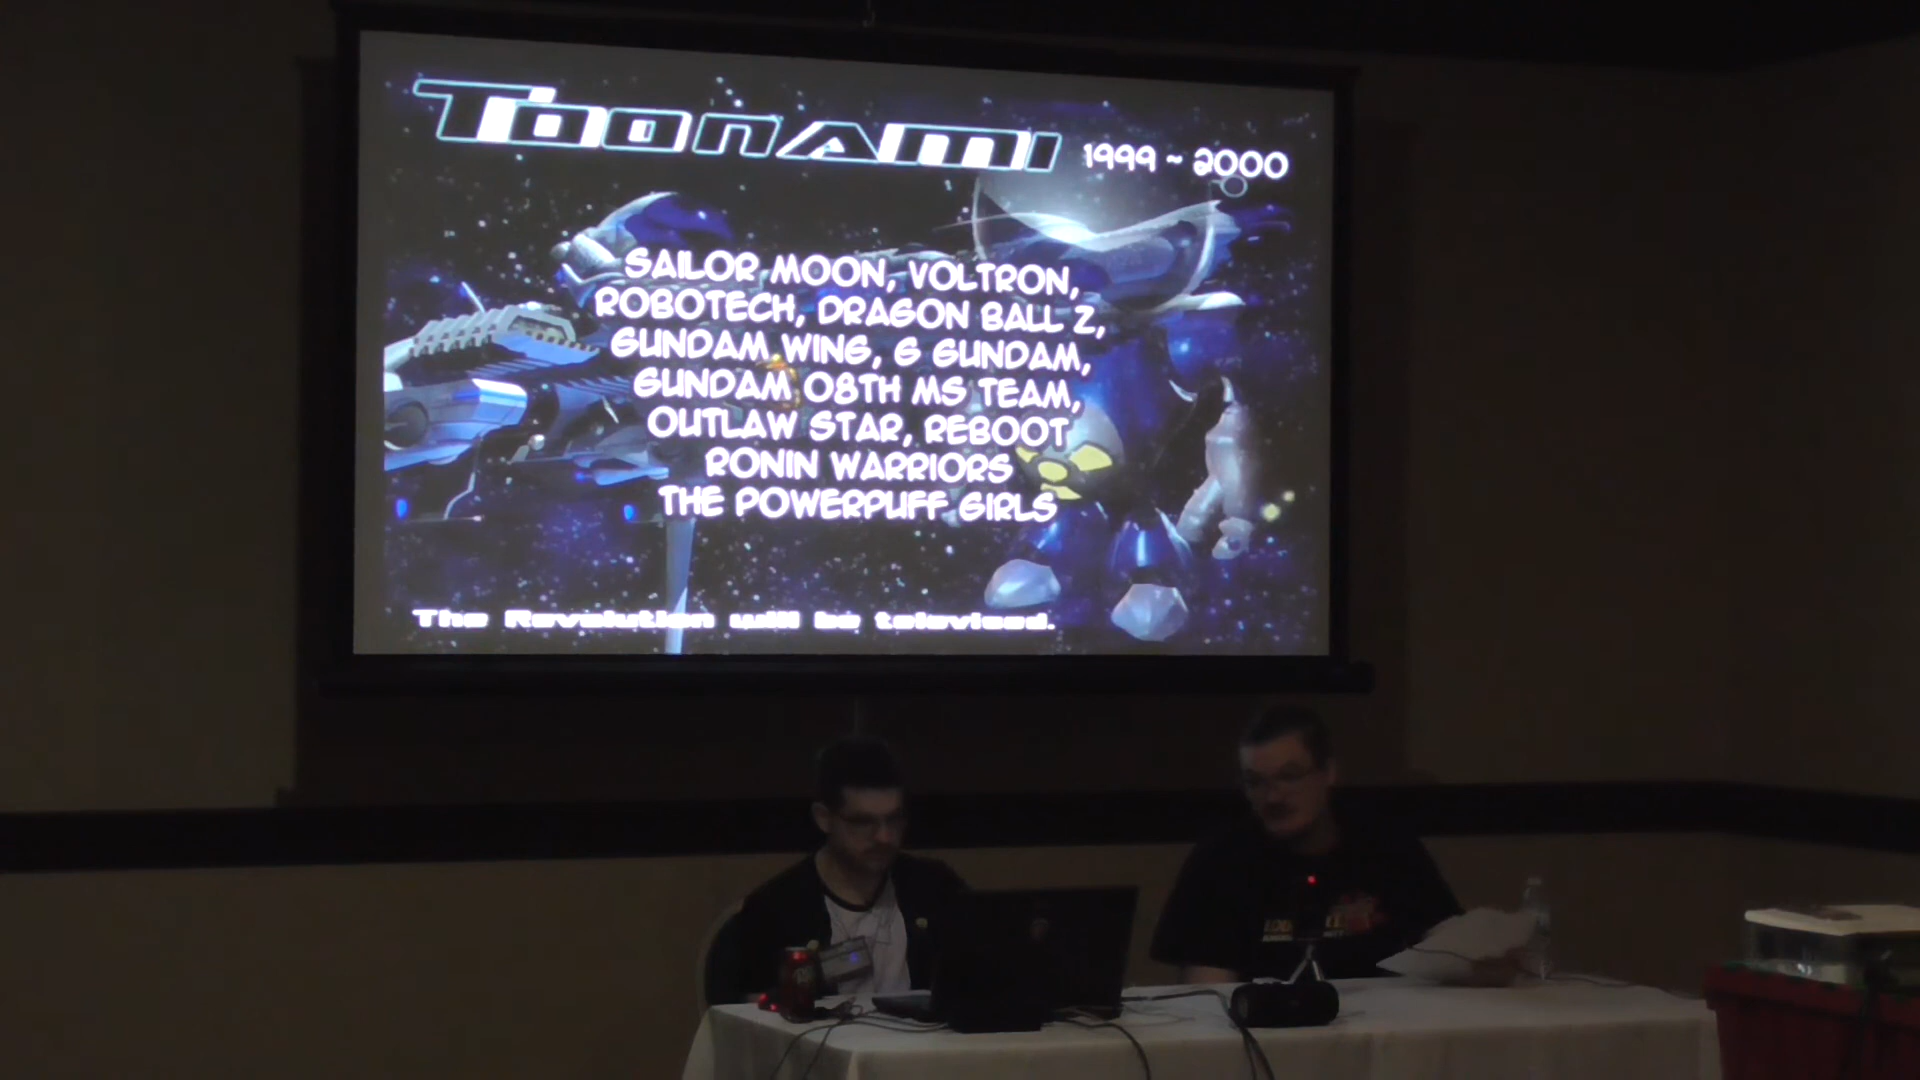 TOONAMI 1999 ~ 2000
SAILOR MOON, VOLTRON,
ROBOTECH, DRAGON BALL Z,
GUNDAM WING, G GUNDAM,
GUNDAM 08TH MS TEAM,
OUTLAW STAR, REBOOT
RONIN WARRIORS
THE POWERPUFF GIRLS
The Revolution will be televised.